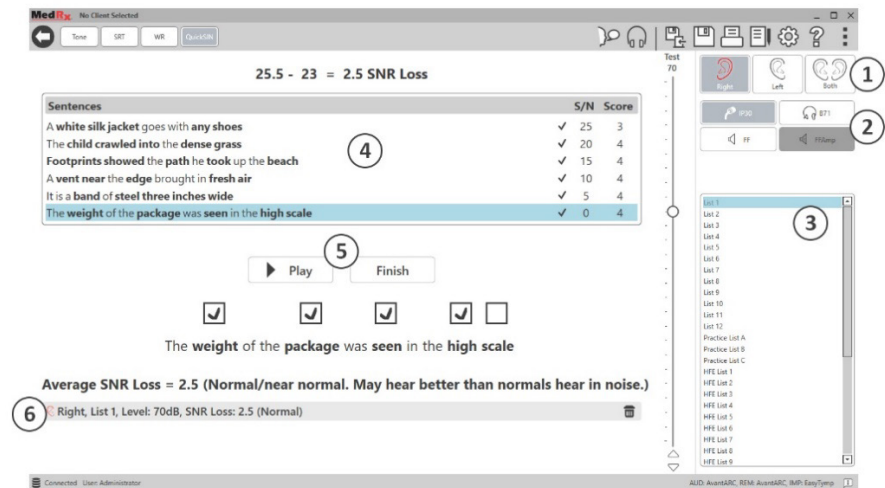 MedRx No Client Selected
Tone SRT WR QuickSIN
Test
70
25.5 - 23 = 2.5 SNR Loss
Right Left Both
1
IP30 B71
2
FF FFAmp
Sentences S/N Score
A white silk jacket goes with any shoes ✓ 25 3
The child crawled into the dense grass ✓ 20 4
Footprints showed the path he took up the beach ✓ 15 4
A vent near the edge brought in fresh air ✓ 10 4
It is a band of steel three inches wide ✓ 5 4
The weight of the package was seen in the high scale ✓ 0 4
4
5
Play Finish
The weight of the package was seen in the high scale
Average SNR Loss = 2.5 (Normal/near normal. May hear better than normals hear in noise.)
6
Right, List 1, Level: 70dB, SNR Loss: 2.5 (Normal)
3
List 1
List 2
List 3
List 4
List 5
List 6
List 7
List 8
List 9
List 10
List 11
List 12
Practice List A
Practice List B
Practice List C
HFE List 1
HFE List 2
HFE List 3
HFE List 4
HFE List 5
HFE List 6
HFE List 7
HFE List 8
HFE List 9
Connected User: Administrator
AUD: AvantARC, REM: AvantARC, IMP: EasyTymp